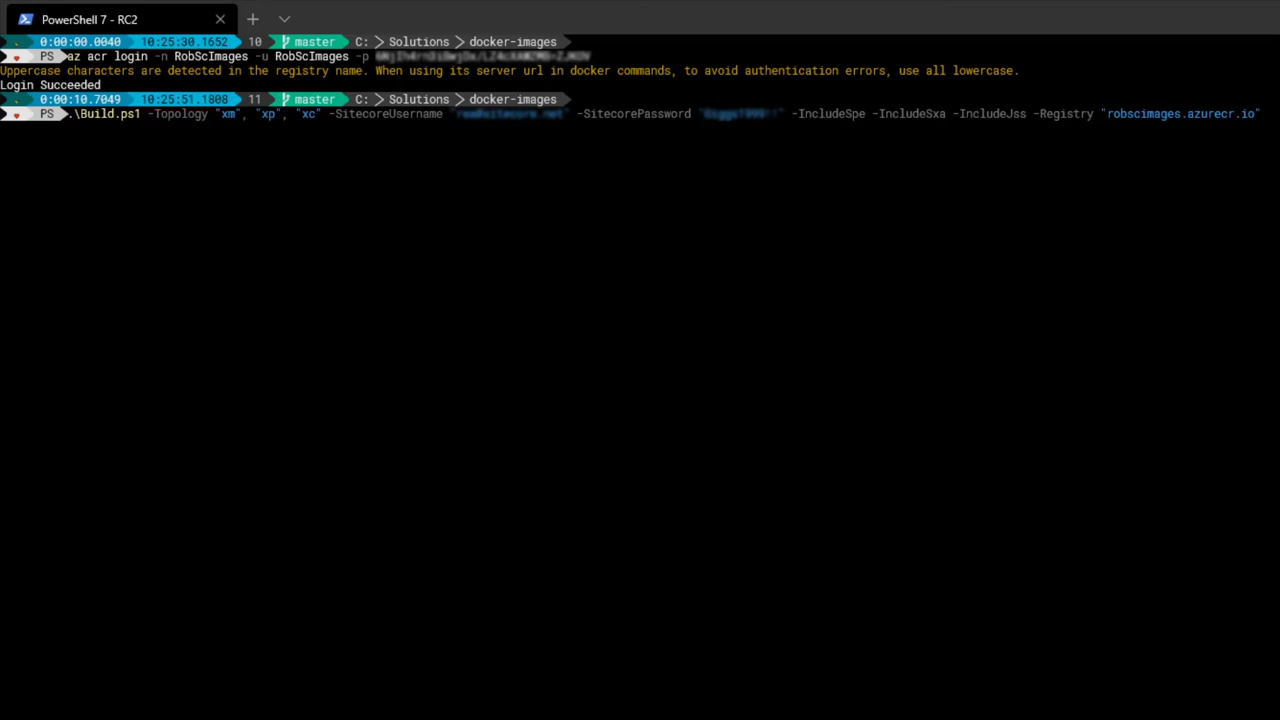 PowerShell 7 - RC2
0:00:00.0040 10:25:30.1652 10 master C: Solutions docker-images
PS az acr login -n RobScImages -u RobScImages -p
Uppercase characters are detected in the registry name. When using its server url in docker commands, to avoid authentication errors, use all lowercase.
Login Succeeded
0:00:10.7049 10:25:51.1808 11 master C: Solutions docker-images
PS .\Build.ps1 -Topology "xm", "xp", "xc" -SitecoreUsername -SitecorePassword -IncludeSpe -IncludeSxa -IncludeJss -Registry "robscimages.azurecr.io"